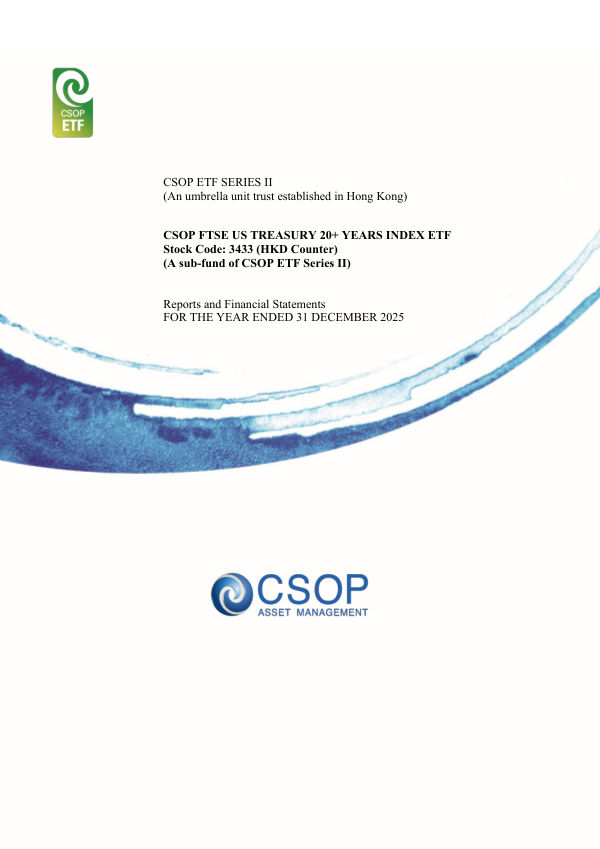 CSOP
ETF
CSOP ETF SERIES II
(An umbrella unit trust established in Hong Kong)
CSOP FTSE US TREASURY 20+ YEARS INDEX ETF
Stock Code: 3433 (HKD Counter)
(A sub-fund of CSOP ETF Series II)
Reports and Financial Statements
FOR THE YEAR ENDED 31 DECEMBER 2025
CSOP
ASSET MANAGEMENT